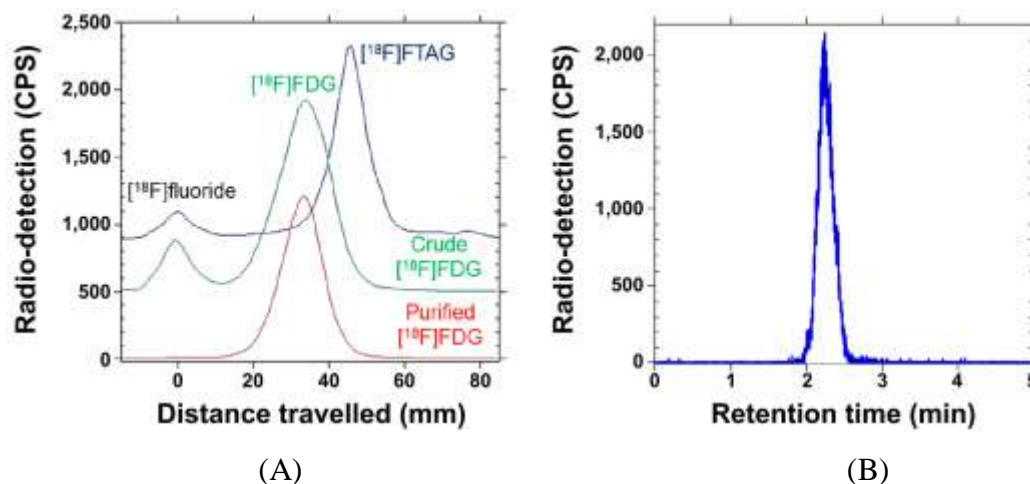 2,500
2,000
1,500
1,000
500
0
Radio-detection (CPS)
[¹⁸F]FTAG
[¹⁸F]FDG
[¹⁸F]fluoride
Crude
[¹⁸F]FDG
Purified
[¹⁸F]FDG
0 20 40 60 80
Distance travelled (mm)
(A)
2,000
1,500
1,000
500
0
Radio-detection (CPS)
0 1 2 3 4 5
Retention time (min)
(B)